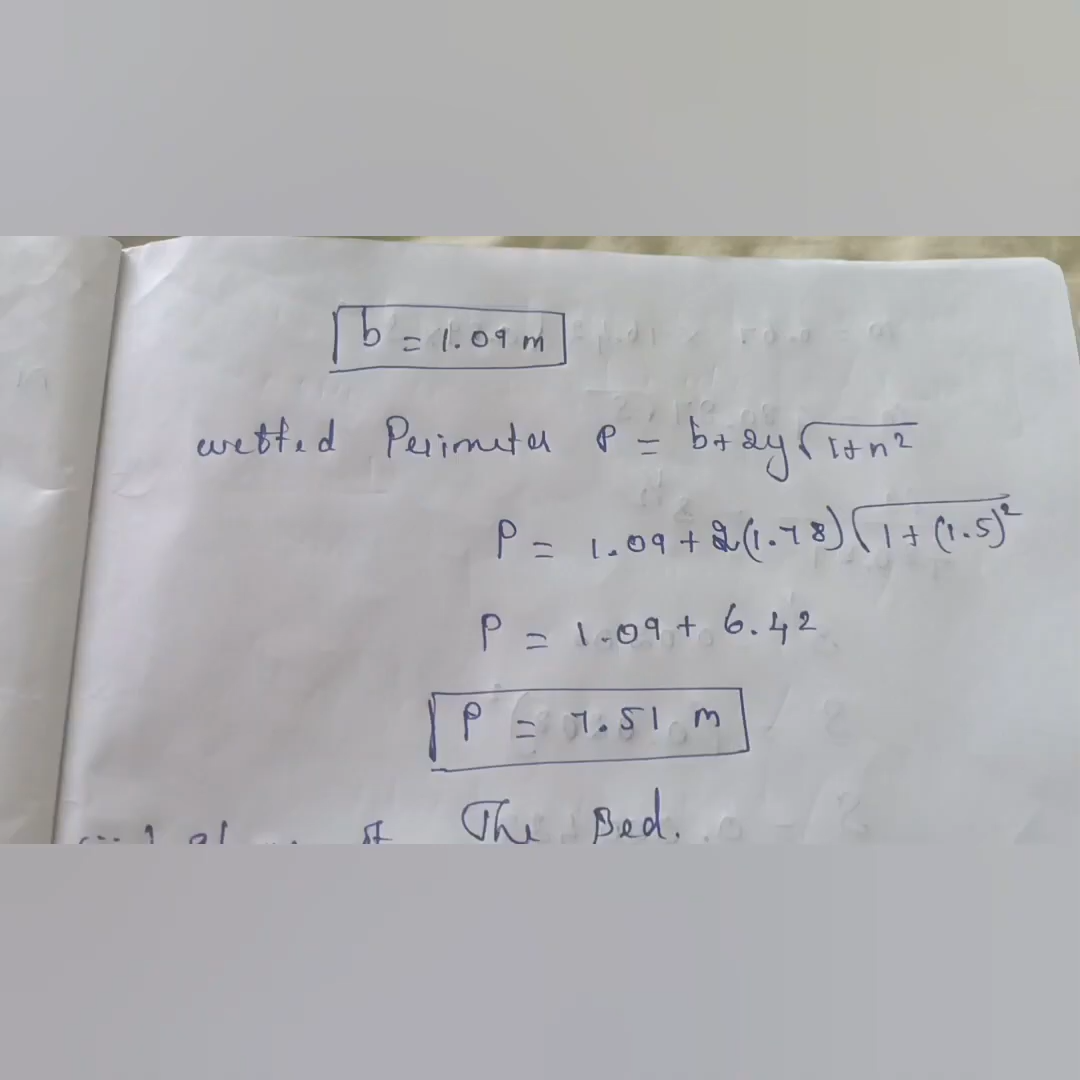 b = 1.09 m
wetted Perimeter P = b+2y√1+n²
P = 1.09+2(1.78)√1+(1.5)²
P = 1.09+ 6.42
P = 7.51 m
of The Bed.